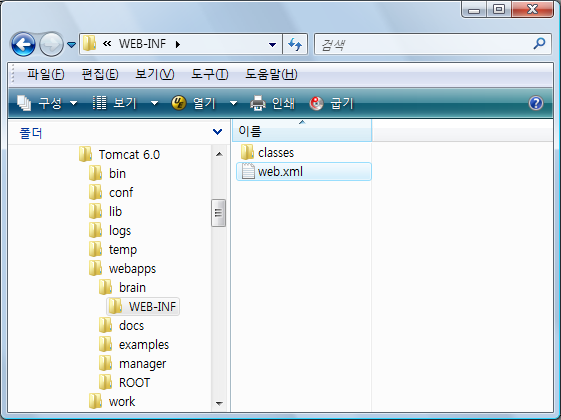 « WEB-INF
검색
파일(F) 편집(E) 보기(V) 도구(T) 도움말(H)
구성 보기 열기 인쇄 굽기
폴더
이름
Tomcat 6.0
bin
conf
lib
logs
temp
webapps
brain
WEB-INF
docs
examples
manager
ROOT
work
classes
web.xml